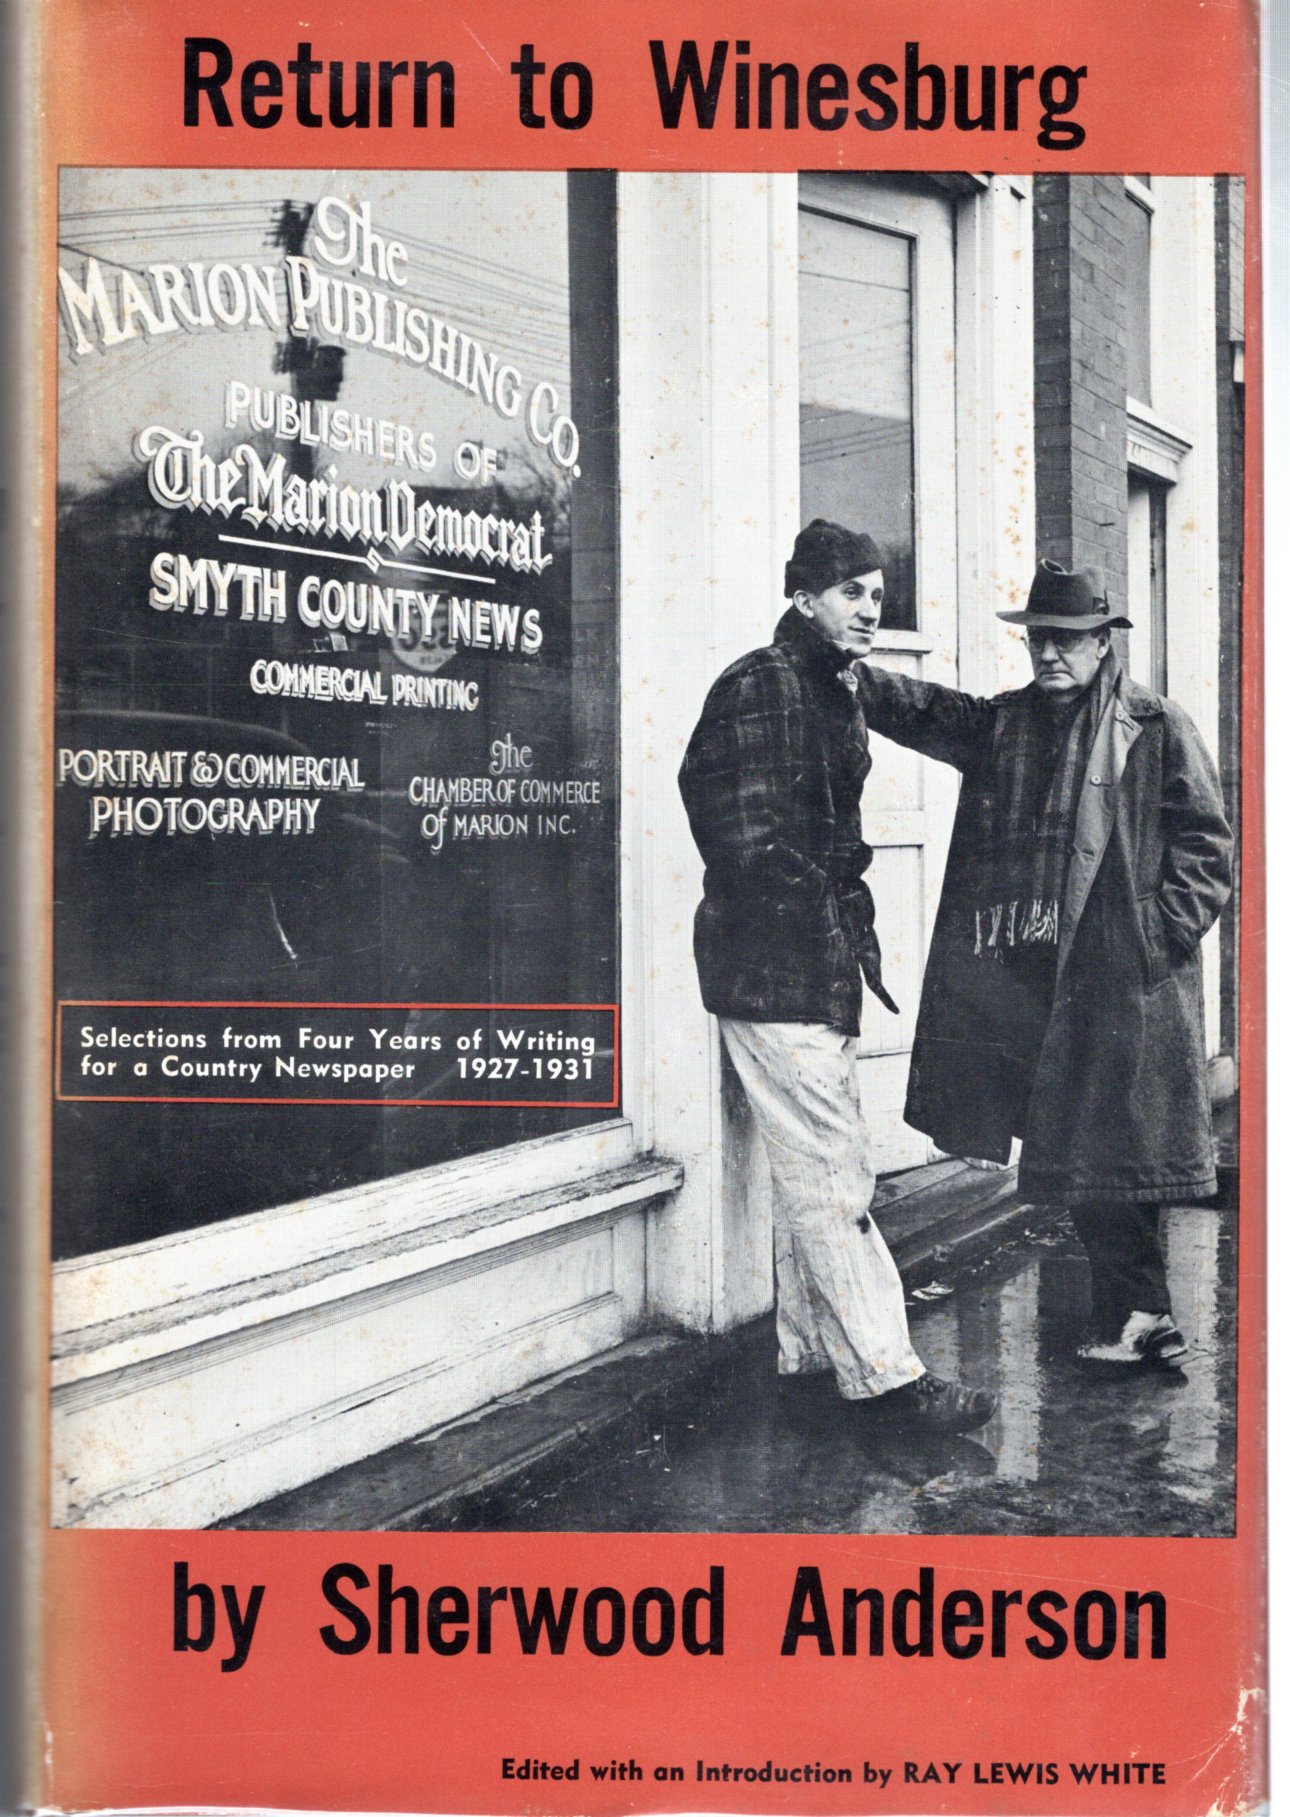 Return to Winesburg
The
MARION PUBLISHING CO.
PUBLISHERS OF
The Marion Democrat
SMYTH COUNTY NEWS
COMMERCIAL PRINTING
PORTRAIT & COMMERCIAL
PHOTOGRAPHY
The
CHAMBER OF COMMERCE
of MARION INC.
Selections from Four Years of Writing
for a Country Newspaper 1927-1931
by Sherwood Anderson
Edited with an Introduction by RAY LEWIS WHITE